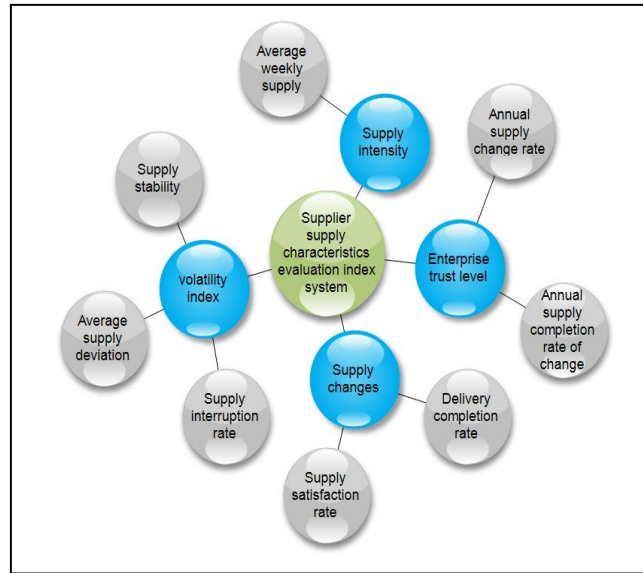 Average
weekly
supply
Supply
intensity
Annual
supply
change rate
Supply
stability
Supplier
supply
characteristics
evaluation index
system
Enterprise
trust level
volatility
index
Average
supply
deviation
Annual
supply
completion
rate of
change
Supply
changes
Supply
interruption
rate
Delivery
completion
rate
Supply
satisfaction
rate